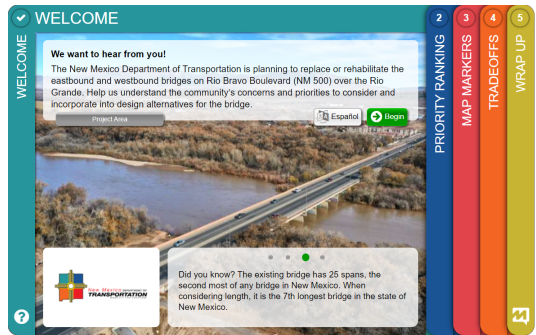 WELCOME
WELCOME
We want to hear from you!
The New Mexico Department of Transportation is planning to replace or rehabilitate the
eastbound and westbound bridges on Rio Bravo Boulevard (NM 500) over the Rio
Grande. Help us understand the community's concerns and priorities to consider and
incorporate into design alternatives for the bridge.
Project Area
Español
Begin
New Mexico DEPARTMENT OF
TRANSPORTATION
Did you know? The existing bridge has 25 spans, the
second most of any bridge in New Mexico. When
considering length, it is the 7th longest bridge in the state of
New Mexico.
?
2
PRIORITY RANKING
3
MAP MARKERS
4
TRADEOFFS
5
WRAP UP